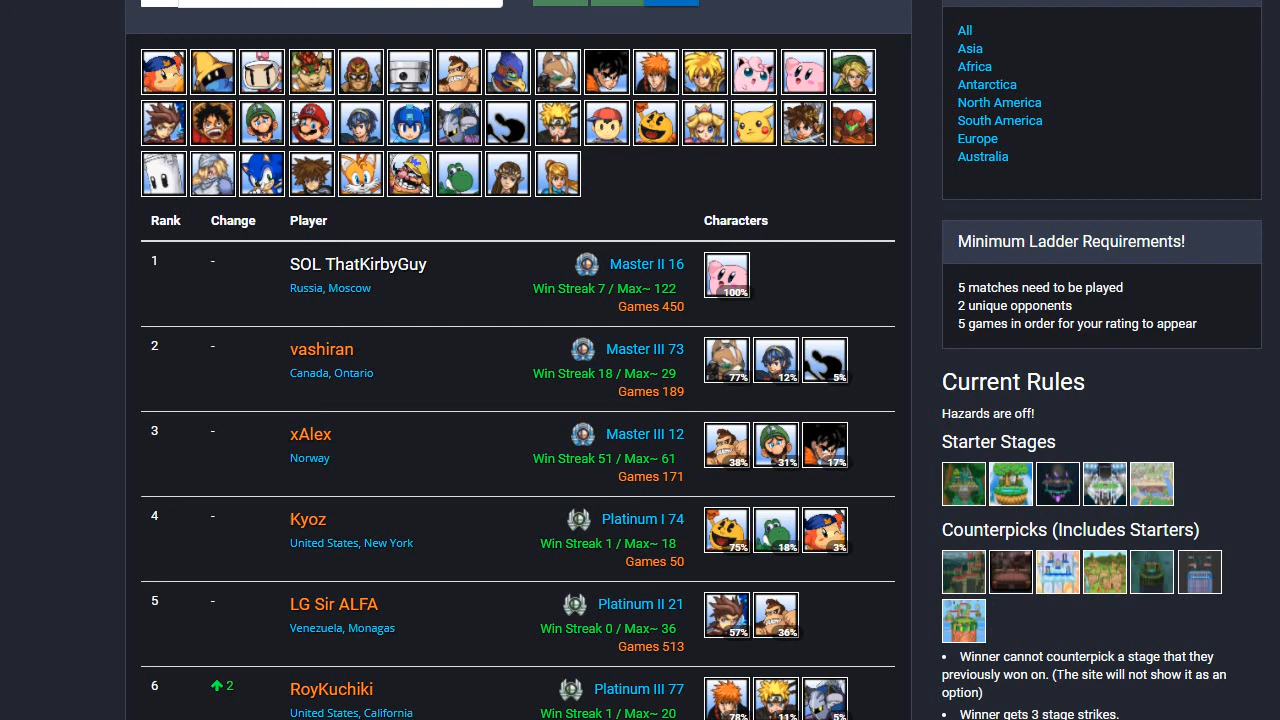 Rank Change Player Characters
1 - SOL ThatKirbyGuy Master II 16
Russia, Moscow Win Streak 7 / Max~ 122
Games 450
100%
2 - vashiran Master III 73
Canada, Ontario Win Streak 18 / Max~ 29
Games 189
77% 12% 5%
3 - xAlex Master III 12
Norway Win Streak 51 / Max~ 61
Games 171
38% 31% 17%
4 - Kyoz Platinum I 74
United States, New York Win Streak 1 / Max~ 18
Games 50
75% 18% 3%
5 - LG Sir ALFA Platinum II 21
Venezuela, Monagas Win Streak 0 / Max~ 36
Games 513
57% 36%
6 2 RoyKuchiki Platinum III 77
United States, California Win Streak 1 / Max~ 20
78% 11% 5%
All
Asia
Africa
Antarctica
North America
South America
Europe
Australia
Minimum Ladder Requirements!
5 matches need to be played
2 unique opponents
5 games in order for your rating to appear
Current Rules
Hazards are off!
Starter Stages
Counterpicks (Includes Starters)
• Winner cannot counterpick a stage that they
previously won on. (The site will not show it as an
option)
• Winner gets 3 stage strikes.